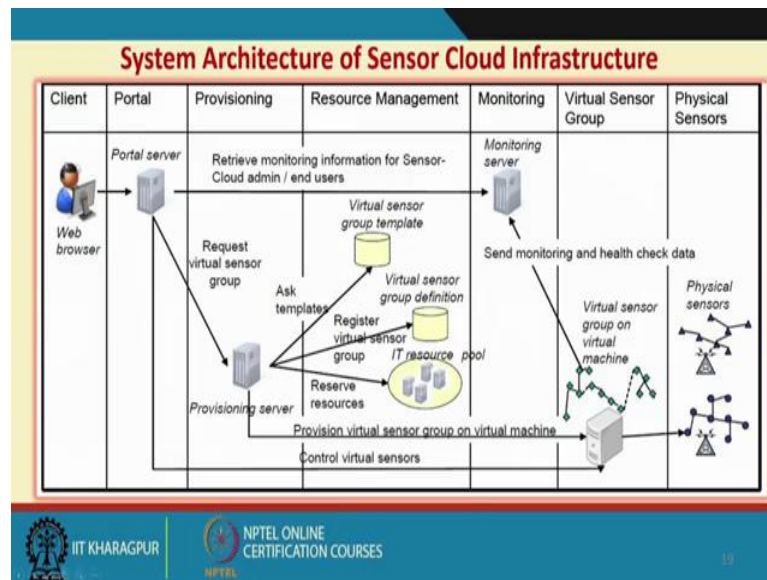 System Architecture of Sensor Cloud Infrastructure
Client
Portal
Provisioning
Resource Management
Monitoring
Virtual Sensor
Group
Physical
Sensors
Portal server
Web
browser
Retrieve monitoring information for Sensor-
Cloud admin / end users
Monitoring
server
Virtual sensor
group template
Request
virtual sensor
group
Send monitoring and health check data
Ask
templates
Virtual sensor
group definition
Physical
sensors
Register
virtual sensor
group
Virtual sensor
group on
virtual
machine
IT resource pool
Reserve
resources
Provisioning server
Provision virtual sensor group on virtual machine
Control virtual sensors
IIT KHARAGPUR
NPTEL ONLINE
CERTIFICATION COURSES
NPTEL
19